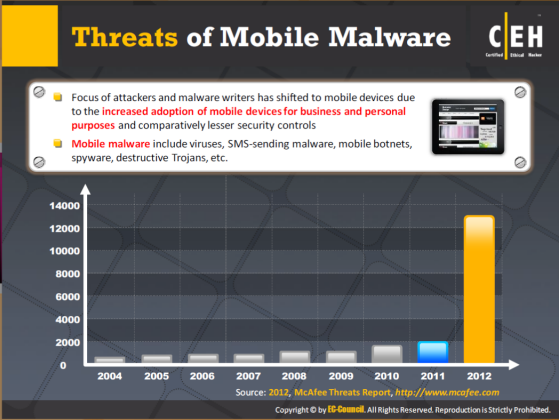 Threats of Mobile Malware
CEH
Certified Ethical Hacker
Focus of attackers and malware writers has shifted to mobile devices due
to the increased adoption of mobile devices for business and personal
purposes and comparatively lesser security controls
Mobile malware include viruses, SMS-sending malware, mobile botnets,
spyware, destructive Trojans, etc.
14000
12000
10000
8000
6000
4000
2000
0
2004 2005 2006 2007 2008 2009 2010 2011 2012
Source: 2012, McAfee Threats Report, http://www.mcafee.com
Copyright © by EC-Council. All Rights Reserved. Reproduction is Strictly Prohibited.